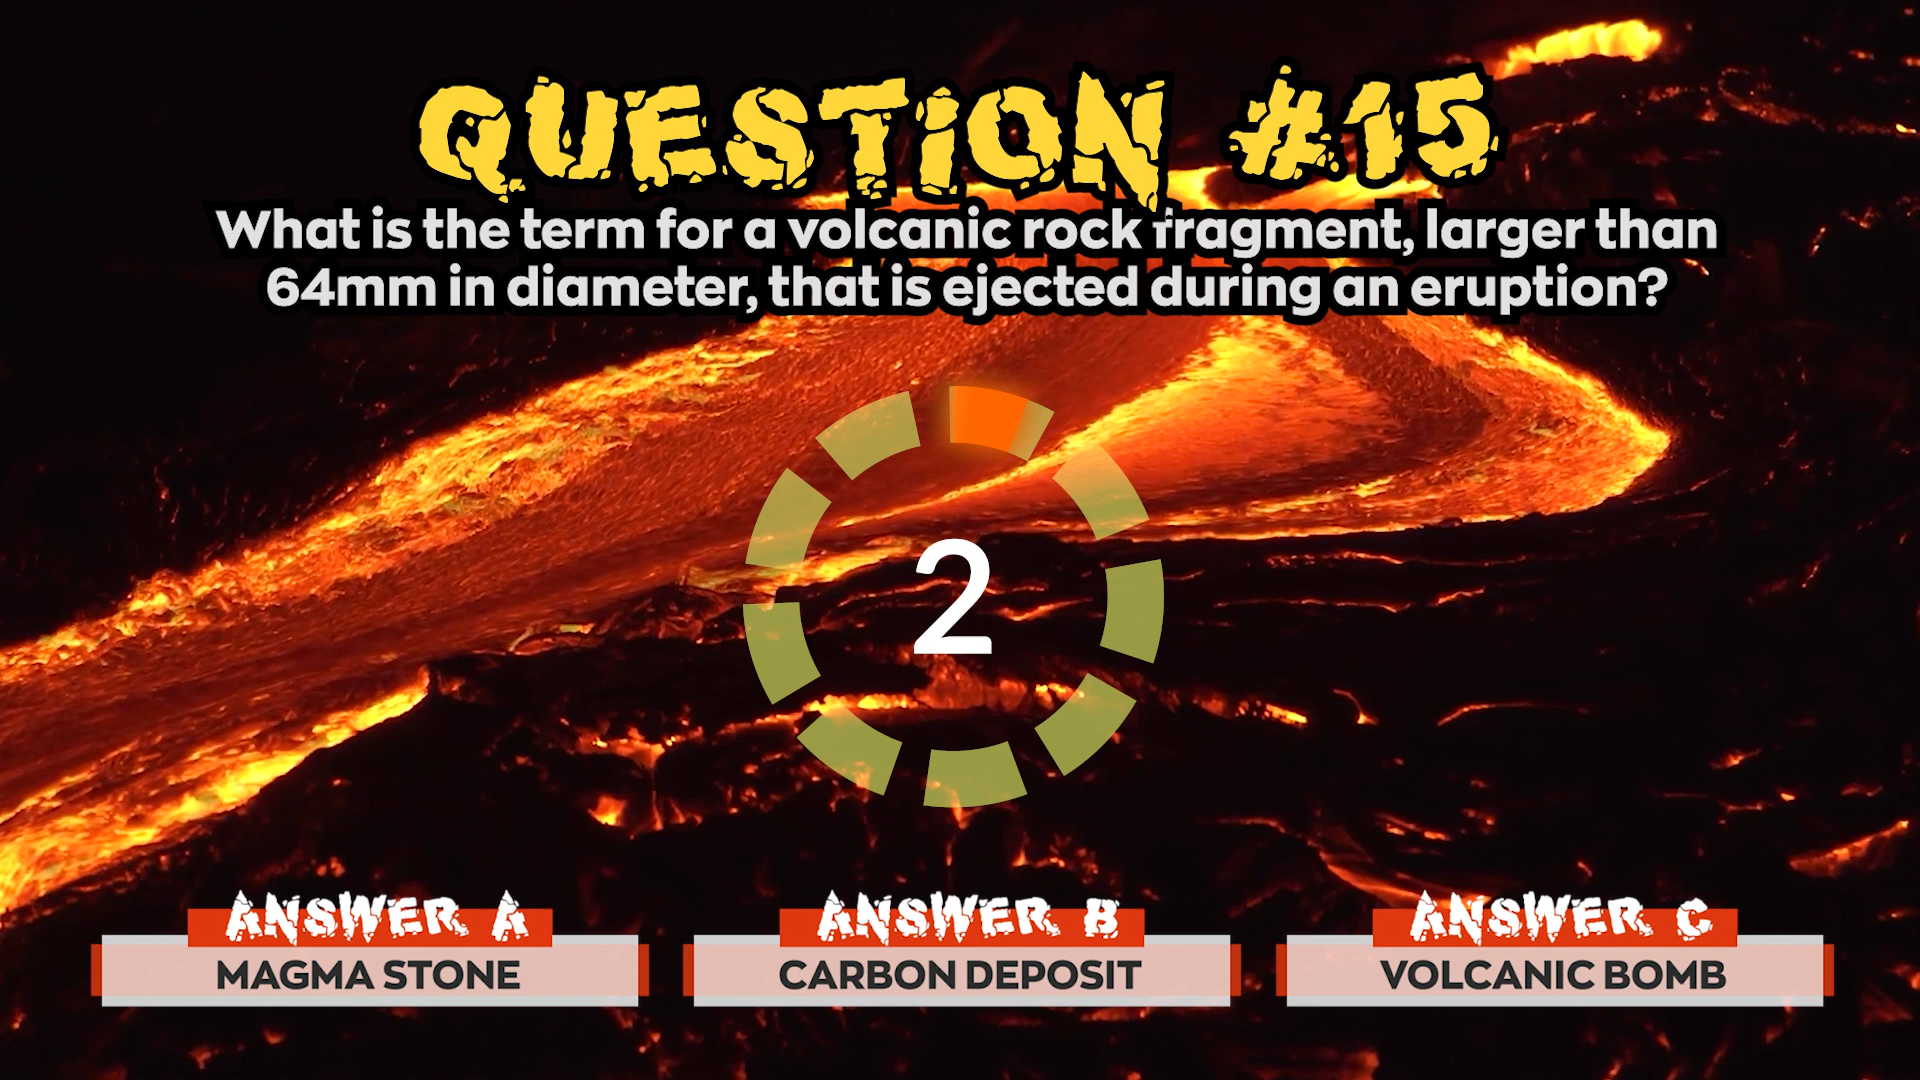 QUESTION #15
What is the term for a volcanic rock fragment, larger than
64mm in diameter, that is ejected during an eruption?
2
ANSWER A
MAGMA STONE
ANSWER B
CARBON DEPOSIT
ANSWER C
VOLCANIC BOMB